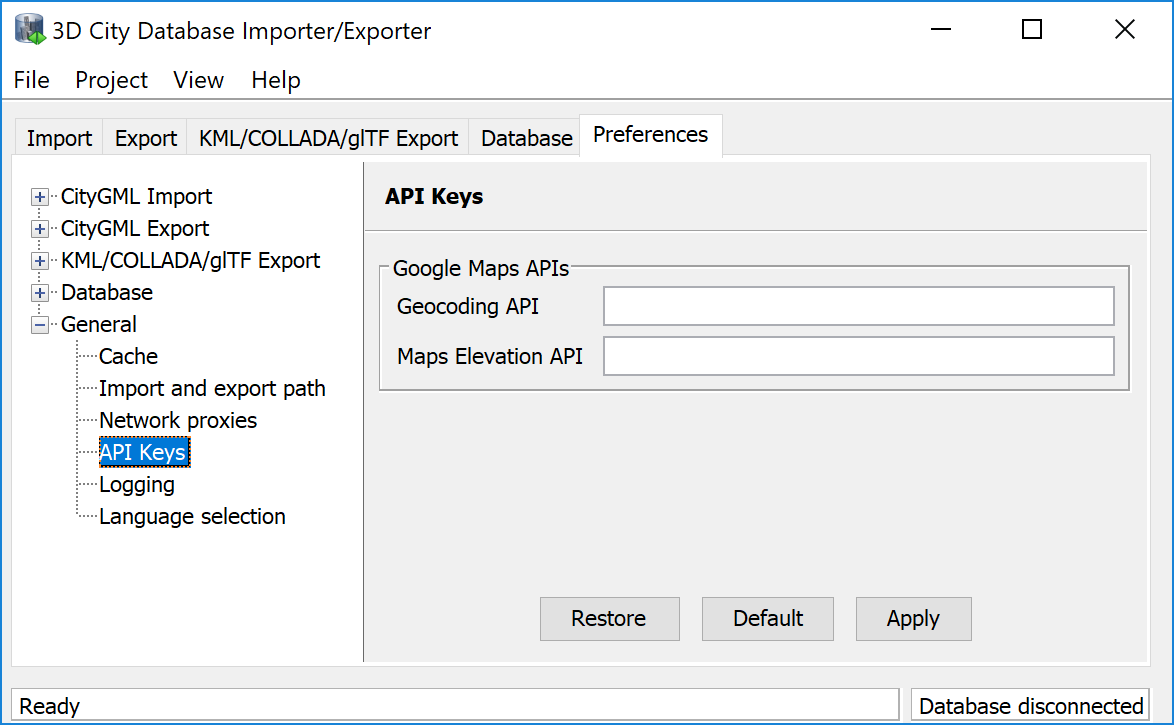 3D City Database Importer/Exporter
File Project View Help
Import Export KML/COLLADA/glTF Export Database Preferences
CityGML Import
CityGML Export
KML/COLLADA/glTF Export
Database
General
Cache
Import and export path
Network proxies
API Keys
Logging
Language selection
API Keys
Google Maps APIs
Geocoding API
Maps Elevation API
Restore Default Apply
Ready
Database disconnected